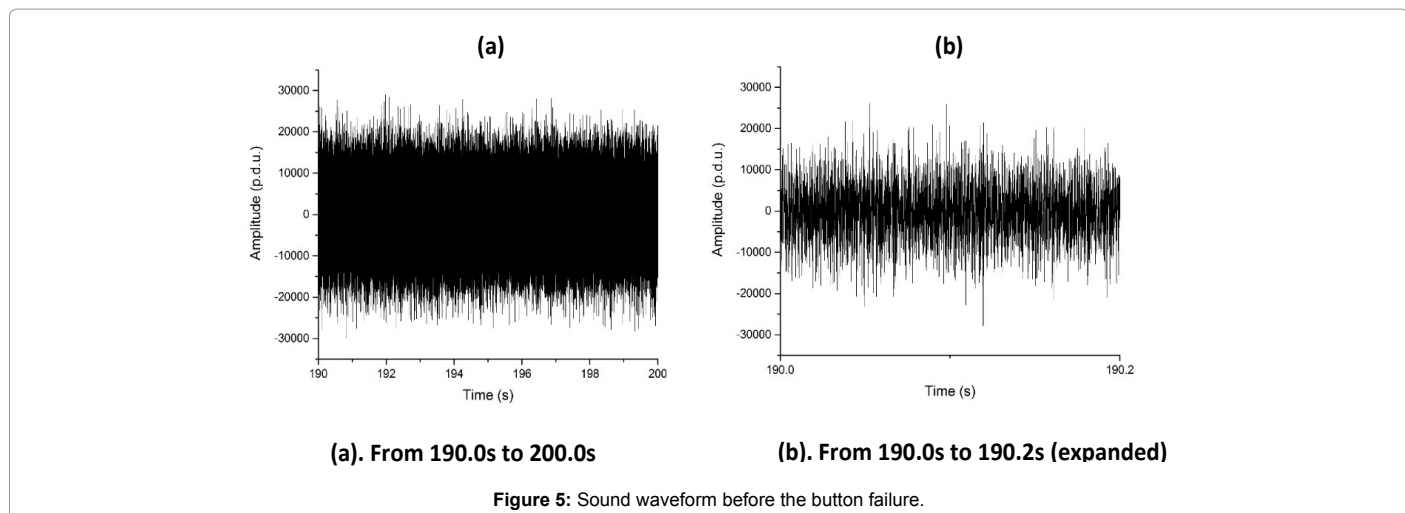 (a)
30000
20000
10000
0
-10000
-20000
-30000
Amplitude (p.d.u.)
190
192
194
196
198
200
Time (s)
(b)
30000
20000
10000
0
-10000
-20000
-30000
Amplitude (p.d.u.)
190.0
190.2
Time (s)
(a). From 190.0s to 200.0s
(b). From 190.0s to 190.2s (expanded)
Figure 5: Sound waveform before the button failure.